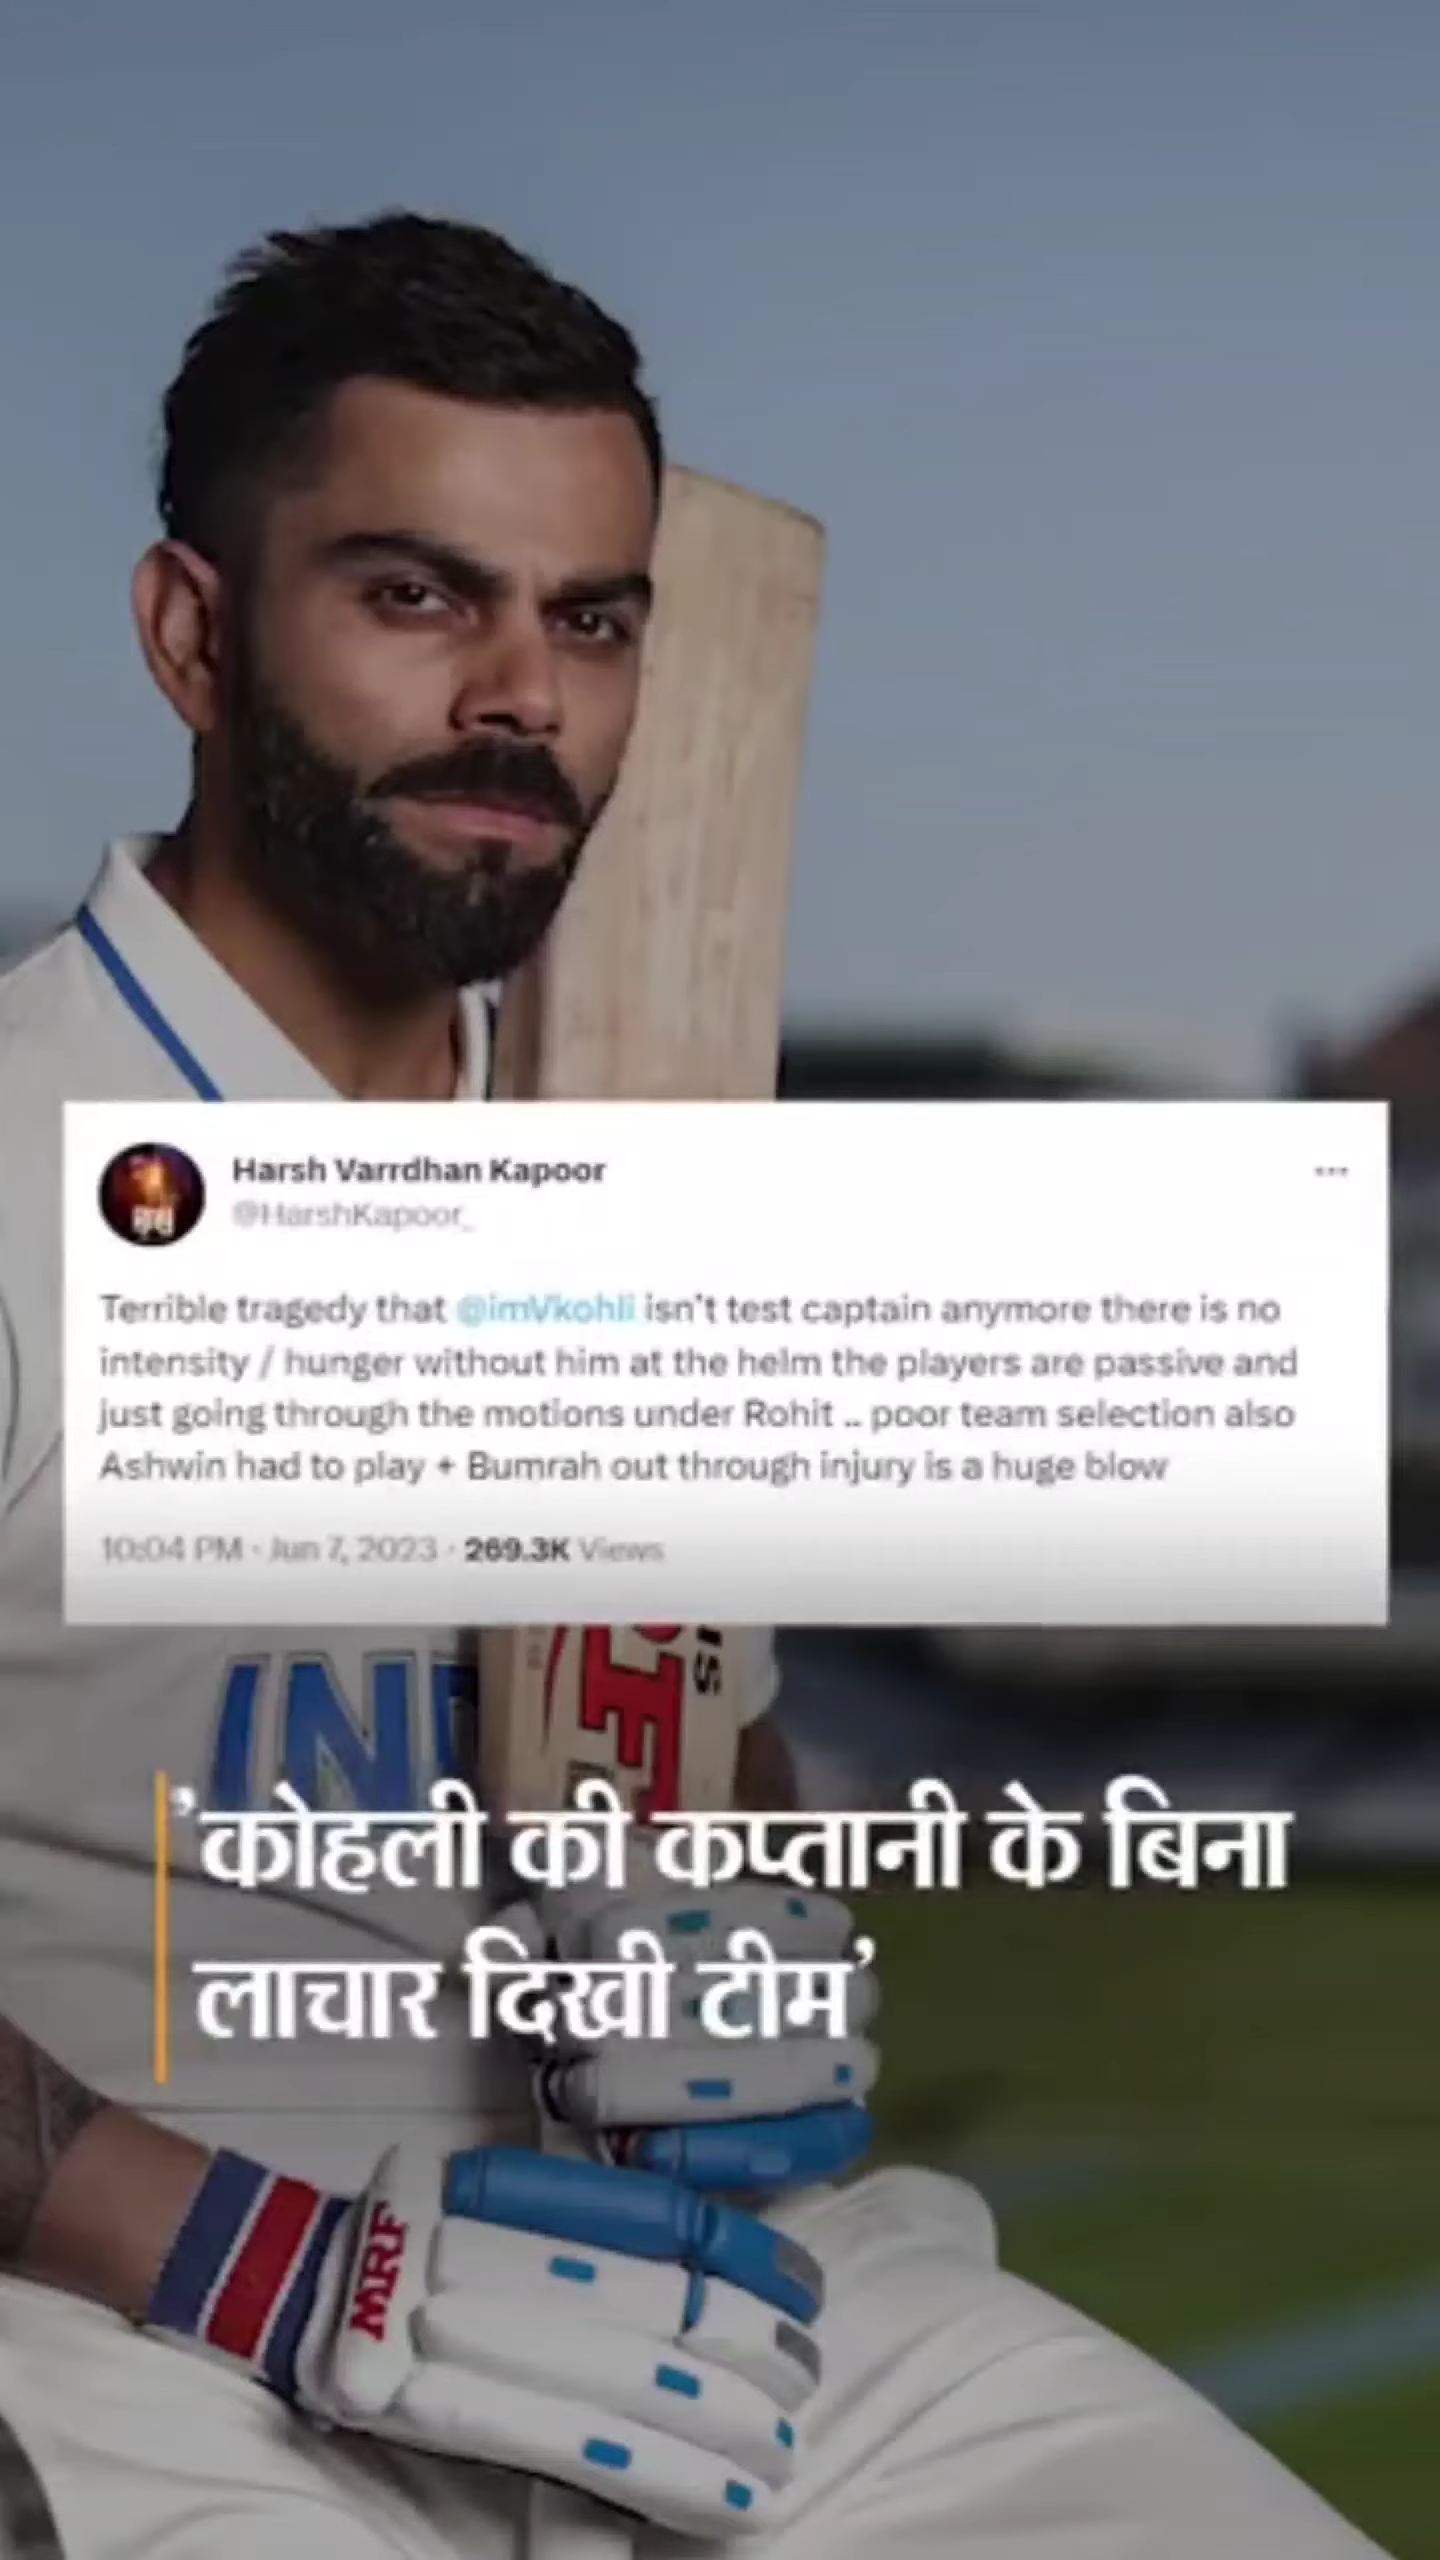 Harsh Varrdhan Kapoor
@HarshKapoor_
Terrible tragedy that @imVkohli isn't test captain anymore there is no
intensity / hunger without him at the helm the players are passive and
just going through the motions under Rohit .. poor team selection also
Ashwin had to play + Bumrah out through injury is a huge blow
10:04 PM · Jun 7, 2023 · 269.3K Views
'कोहली की कप्तानी के बिना
लाचार दिखी टीम'
MRF